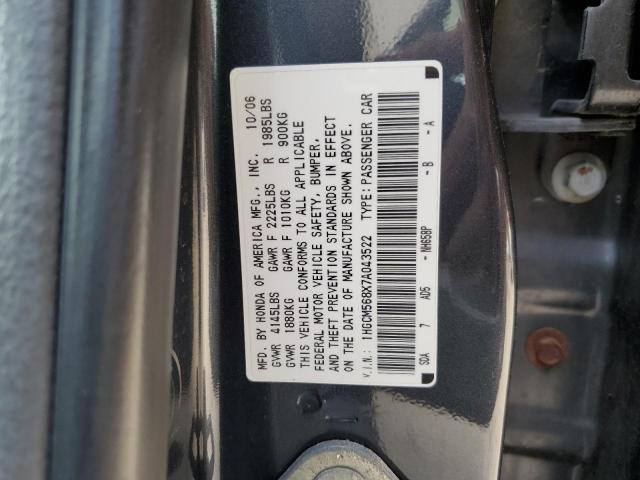 MFD. BY HONDA OF AMERICA MFG., INC. 10/06
GVWR 4145LBS GAWR F 2225LBS R 1985LBS
GVWR 1880KG GAWR F 1010KG R 900KG
THIS VEHICLE CONFORMS TO ALL APPLICABLE
FEDERAL MOTOR VEHICLE SAFETY, BUMPER,
AND THEFT PREVENTION STANDARDS IN EFFECT
ON THE DATE OF MANUFACTURE SHOWN ABOVE.
V.I.N.: 1HGCM568X7A043522 TYPE: PASSENGER CAR
SDA 7 AD5 - NH658P - B - A